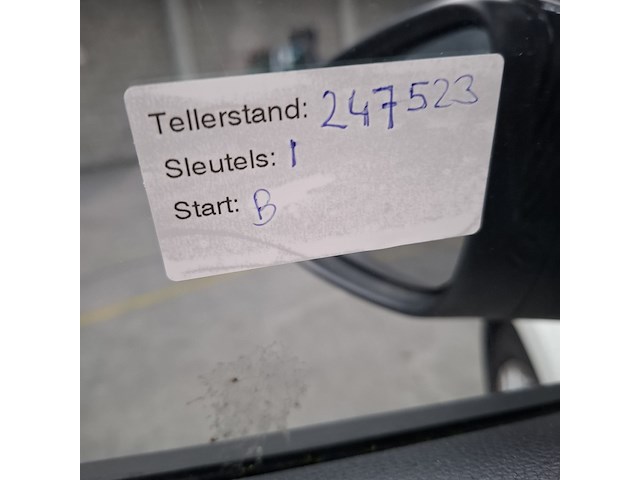 Tellerstand: 247523
Sleutels: 1
Start: B